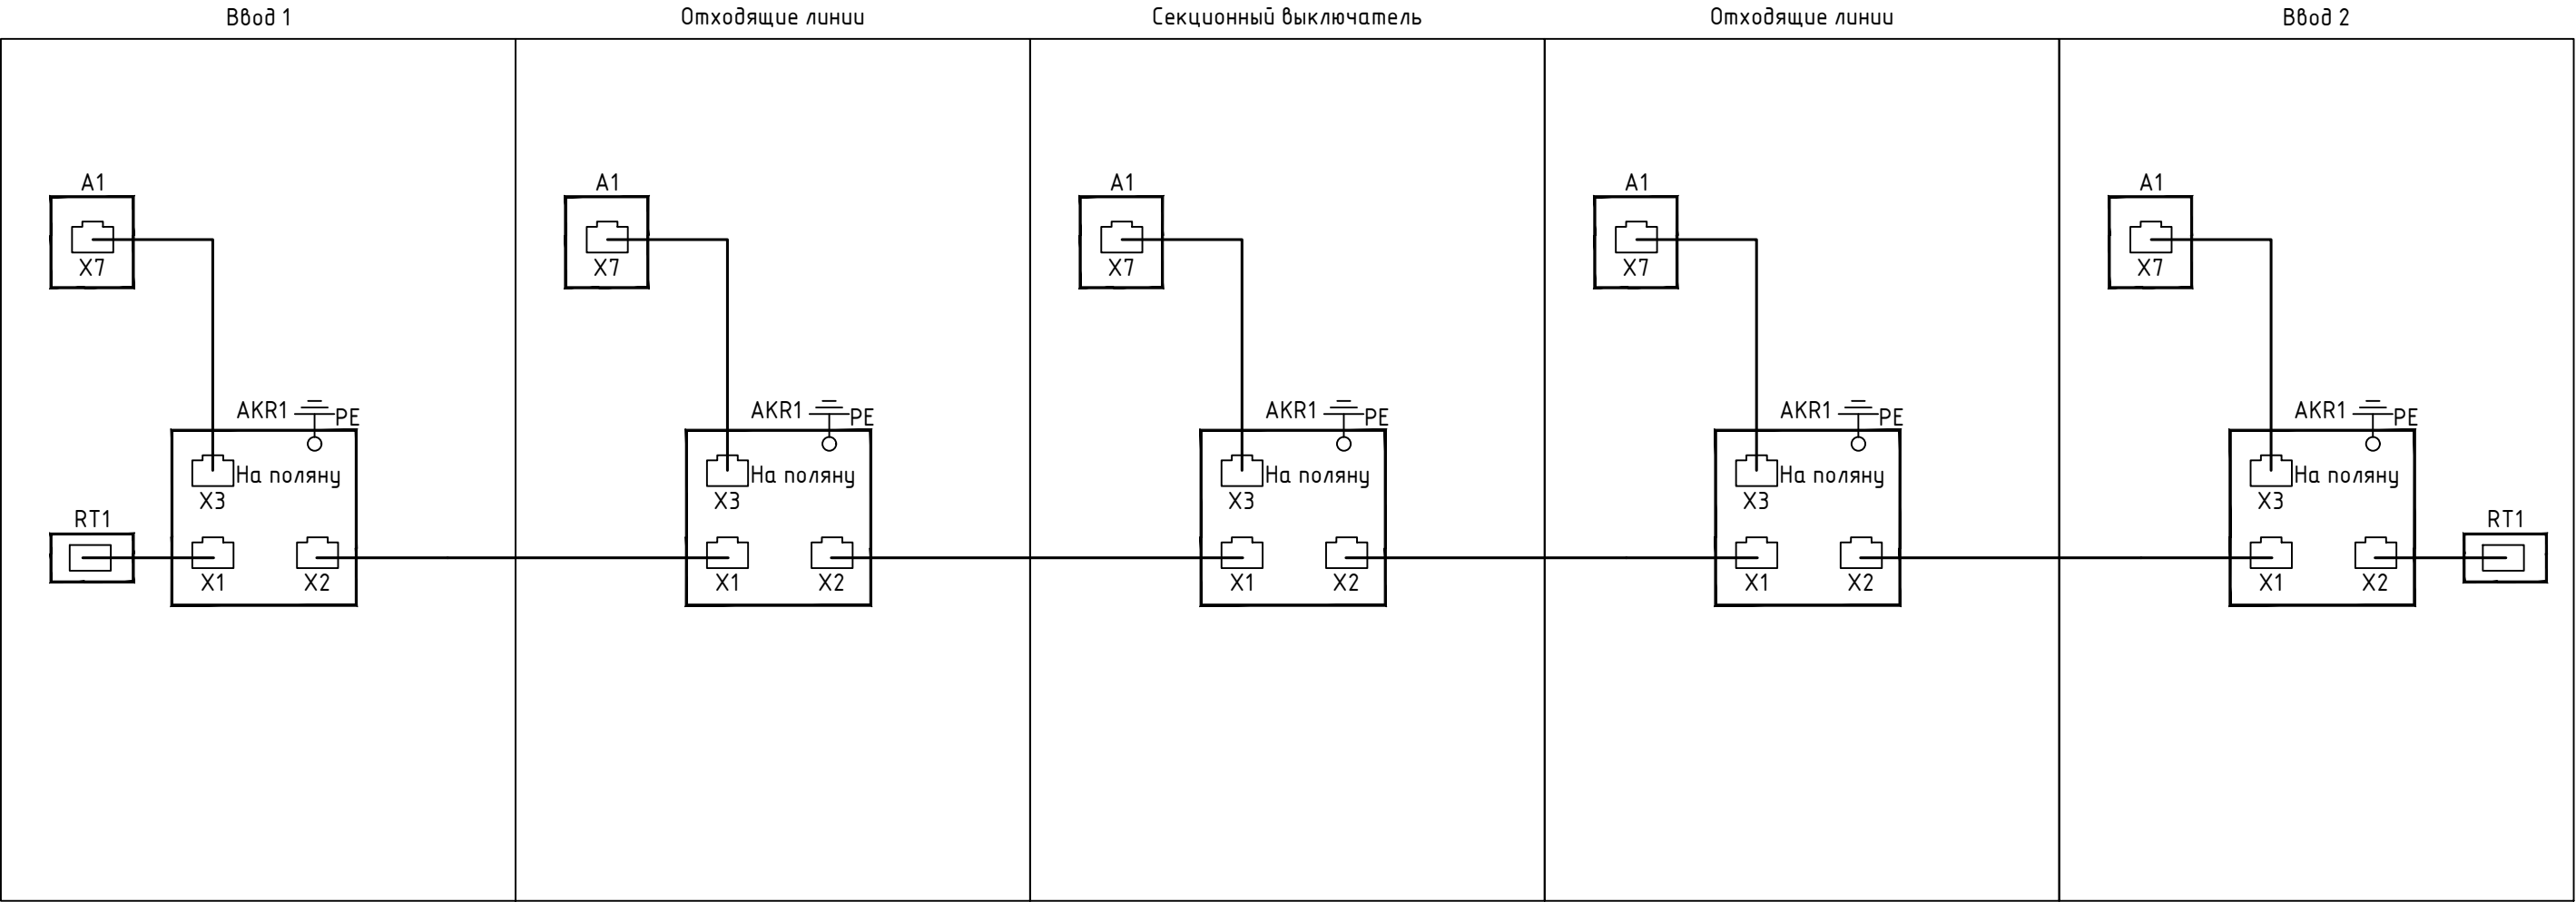 Ввод 1 Отходящие линии Секционный выключатель Отходящие линии Ввод 2
A1 A1 A1 A1 A1
X7 X7 X7 X7 X7
AKR1 PE AKR1 PE AKR1 PE AKR1 PE AKR1 PE
На поляну На поляну На поляну На поляну На поляну
X3 X3 X3 X3 X3
RT1 RT1
X1 X2 X1 X2 X1 X2 X1 X2 X1 X2